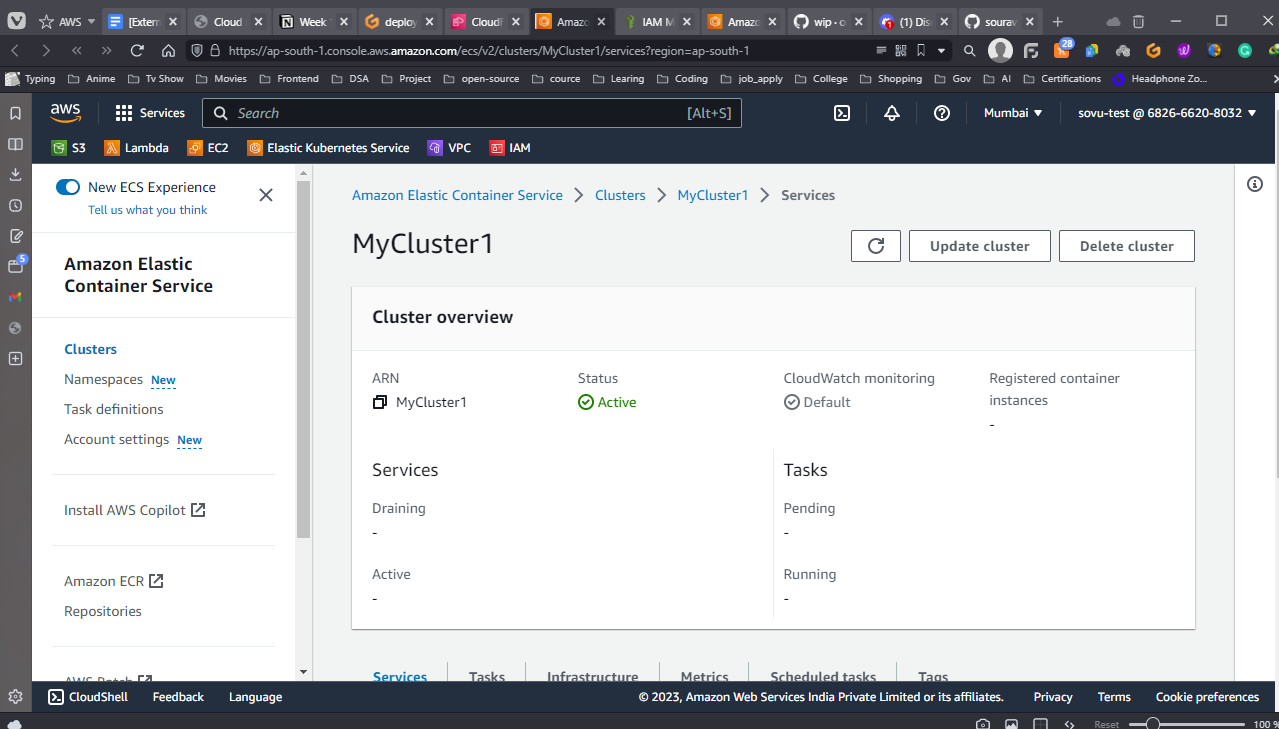 AWS
[Extern
Cloud
Week
deploy
CloudF
Amazo
IAM M
Amazo
wip · o
(1) Dis
sourav
https://ap-south-1.console.aws.amazon.com/ecs/v2/clusters/MyCluster1/services?region=ap-south-1
28
Typing Anime Tv Show Movies Frontend DSA Project open-source cource Learing Coding job_apply College Shopping Gov AI Certifications Headphone Zo...
aws Services Search [Alt+S] Mumbai sovu-test @ 6826-6620-8032
S3 Lambda EC2 Elastic Kubernetes Service VPC IAM
5
New ECS Experience
Tell us what you think
Amazon Elastic
Container Service
Clusters
Namespaces New
Task definitions
Account settings New
Install AWS Copilot
Amazon ECR
Repositories
AWS Batch
Amazon Elastic Container Service > Clusters > MyCluster1 > Services
MyCluster1
Update cluster
Delete cluster
Cluster overview
ARN
MyCluster1
Status
Active
CloudWatch monitoring
Default
Registered container
instances
-
Services
Draining
-
Active
-
Tasks
Pending
-
Running
-
Services Tasks Infrastructure Metrics Scheduled tasks Tags
CloudShell Feedback Language © 2023, Amazon Web Services India Private Limited or its affiliates. Privacy Terms Cookie preferences
Reset 100 %